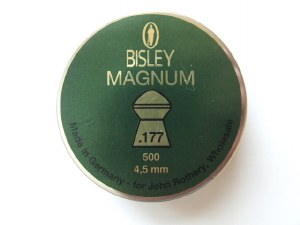 BISLEY
MAGNUM
.177
500
4,5 mm
Made in Germany - for John Rothery, Wholesale